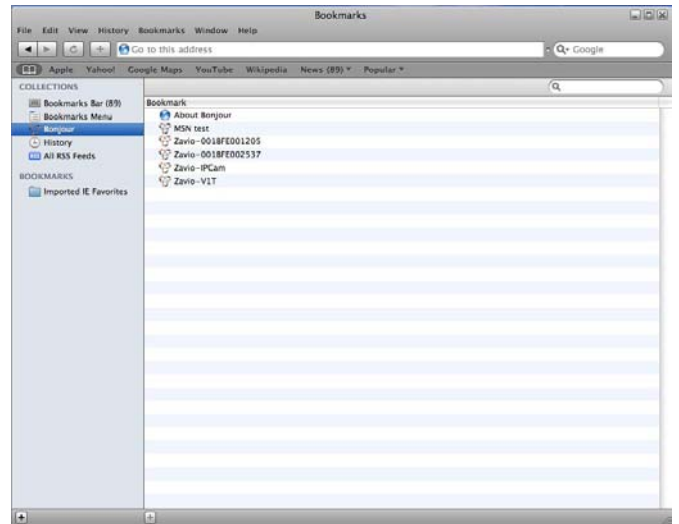 Bookmarks
File Edit View History Bookmarks Window Help
Go to this address
Google
Apple Yahoo! Google Maps YouTube Wikipedia News (89) Popular
COLLECTIONS
Bookmarks Bar (89)
Bookmarks Menu
Bonjour
History
All RSS Feeds
BOOKMARKS
Imported IE Favorites
Bookmark
About Bonjour
MSN test
Zavio-0018FE001205
Zavio-0018FE002537
Zavio-IPCam
Zavio-V1T